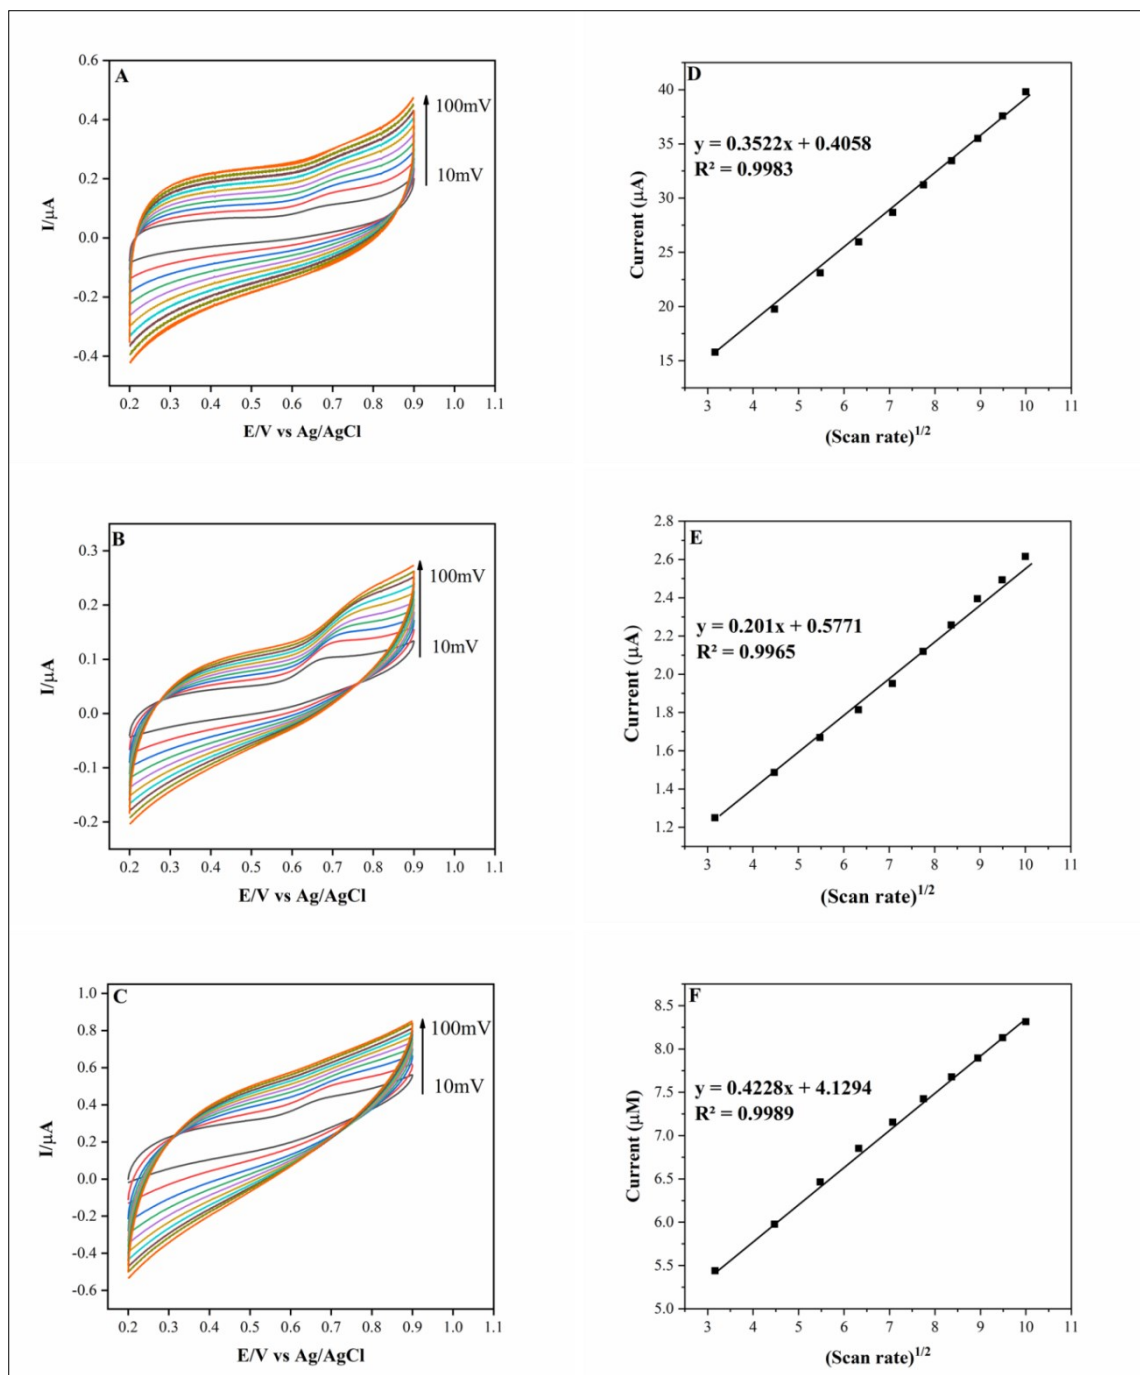 A
0.6
0.4
0.2
0.0
-0.2
-0.4
I/μA
100mV
10mV
0.2 0.3 0.4 0.5 0.6 0.7 0.8 0.9 1.0 1.1
E/V vs Ag/AgCl
D
40
35
30
25
20
15
Current (μA)
y = 0.3522x + 0.4058
R² = 0.9983
3 4 5 6 7 8 9 10 11
(Scan rate)^1/2
B
0.3
0.2
0.1
0.0
-0.1
-0.2
I/μA
100mV
10mV
0.2 0.3 0.4 0.5 0.6 0.7 0.8 0.9 1.0 1.1
E/V vs Ag/AgCl
E
2.8
2.6
2.4
2.2
2.0
1.8
1.6
1.4
1.2
Current (μA)
y = 0.201x + 0.5771
R² = 0.9965
3 4 5 6 7 8 9 10 11
(Scan rate)^1/2
C
1.0
0.8
0.6
0.4
0.2
0.0
-0.2
-0.4
-0.6
I/μA
100mV
10mV
0.2 0.3 0.4 0.5 0.6 0.7 0.8 0.9 1.0 1.1
E/V vs Ag/AgCl
F
8.5
8.0
7.5
7.0
6.5
6.0
5.5
5.0
Current (μM)
y = 0.4228x + 4.1294
R² = 0.9989
3 4 5 6 7 8 9 10 11
(Scan rate)^1/2